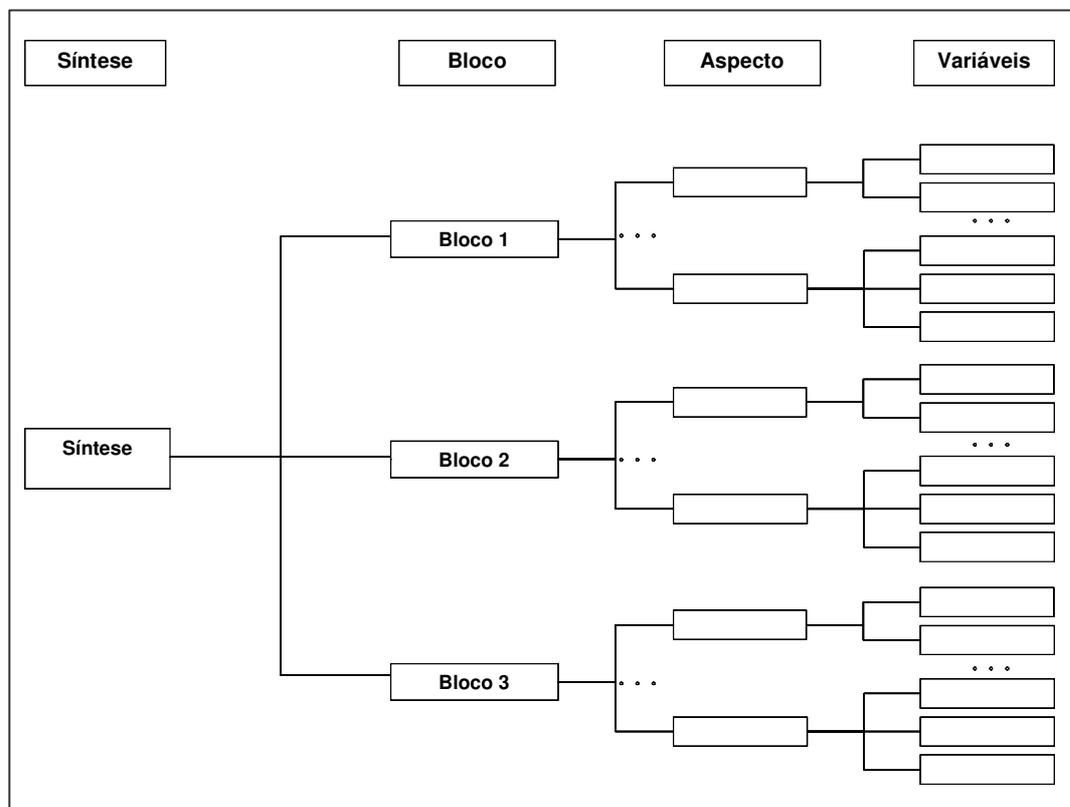 Síntese
Bloco
Aspecto
Variáveis
Bloco 1
. . .
. . .
Síntese
Bloco 2
. . .
. . .
Bloco 3
. . .
. . .